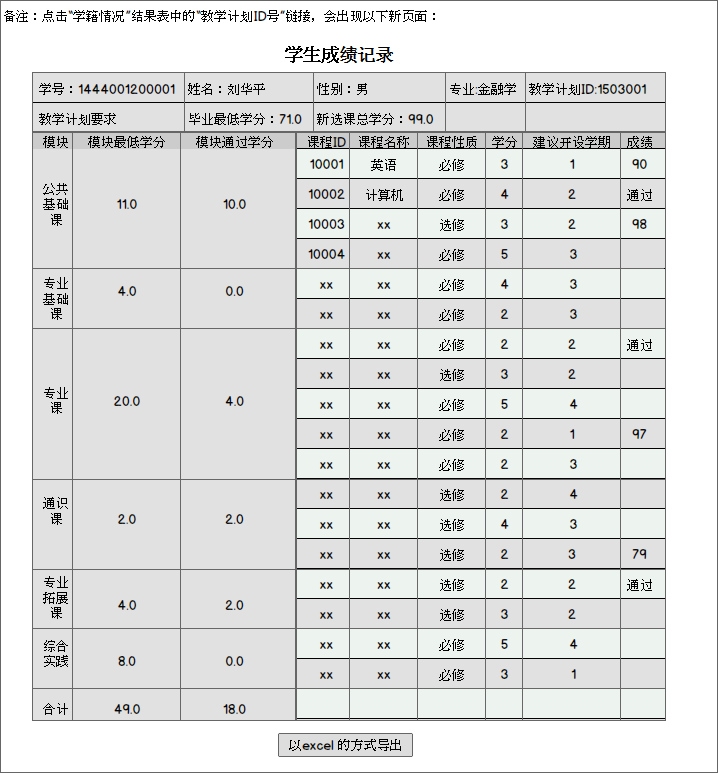 备注：点击“学籍情况”结果表中的“教学计划ID号”链接，会出现以下新页面：
学生成绩记录
学号：1444001200001 姓名：刘华平 性别：男 专业:金融学 教学计划ID:1503001
教学计划要求 毕业最低学分：71.0 新选课总学分：99.0
模块 模块最低学分 模块通过学分 课程ID 课程名称 课程性质 学分 建议开设学期 成绩
公共基础课 11.0 10.0 10001 英语 必修 3 1 90
10002 计算机 必修 4 2 通过
10003 xx 选修 3 2 98
10004 xx 必修 5 3
专业基础课 4.0 0.0 xx xx 必修 4 3
xx xx 必修 2 3
专业课 20.0 4.0 xx xx 必修 2 2 通过
xx xx 选修 3 2
xx xx 必修 5 4
xx xx 必修 2 1 97
xx xx 必修 2 3
通识课 2.0 2.0 xx xx 选修 2 4
xx xx 选修 4 3
xx xx 选修 2 3 79
专业拓展课 4.0 2.0 xx xx 选修 2 2 通过
xx xx 选修 3 2
综合实践 8.0 0.0 xx xx 必修 5 4
xx xx 必修 3 1
合计 49.0 18.0
以excel 的方式导出